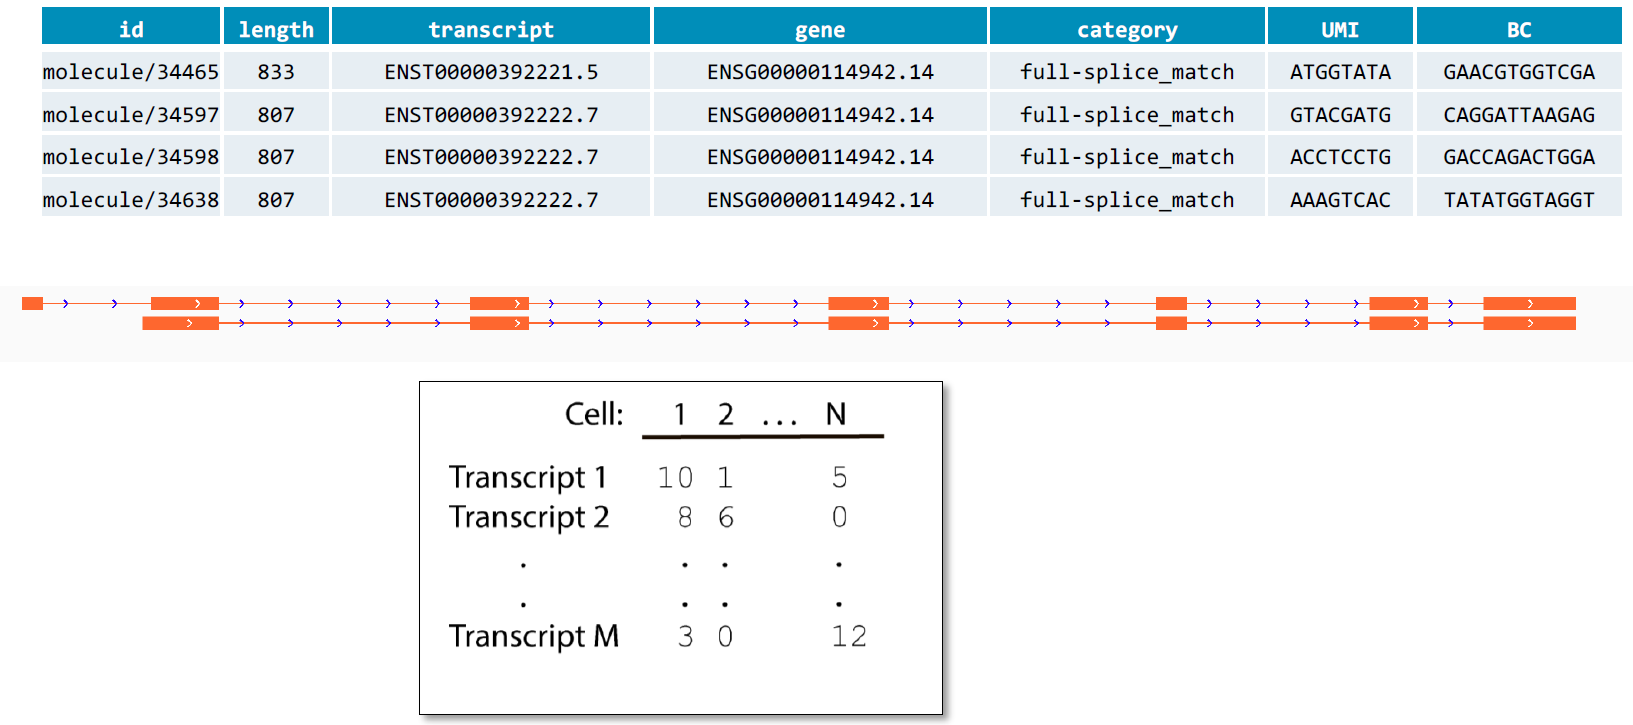 id length transcript gene category UMI BC
molecule/34465 833 ENST00000392221.5 ENSG00000114942.14 full-splice_match ATGGTATA GAACGTGGTCGA
molecule/34597 807 ENST00000392222.7 ENSG00000114942.14 full-splice_match GTACGATG CAGGATTAAGAG
molecule/34598 807 ENST00000392222.7 ENSG00000114942.14 full-splice_match ACCTCCTG GACCAGACTGGA
molecule/34638 807 ENST00000392222.7 ENSG00000114942.14 full-splice_match AAAGTCAC TATATGGTAGGT
Cell: 1 2 ... N
Transcript 1 10 1 5
Transcript 2 8 6 0
. . . .
. . . .
Transcript M 3 0 12